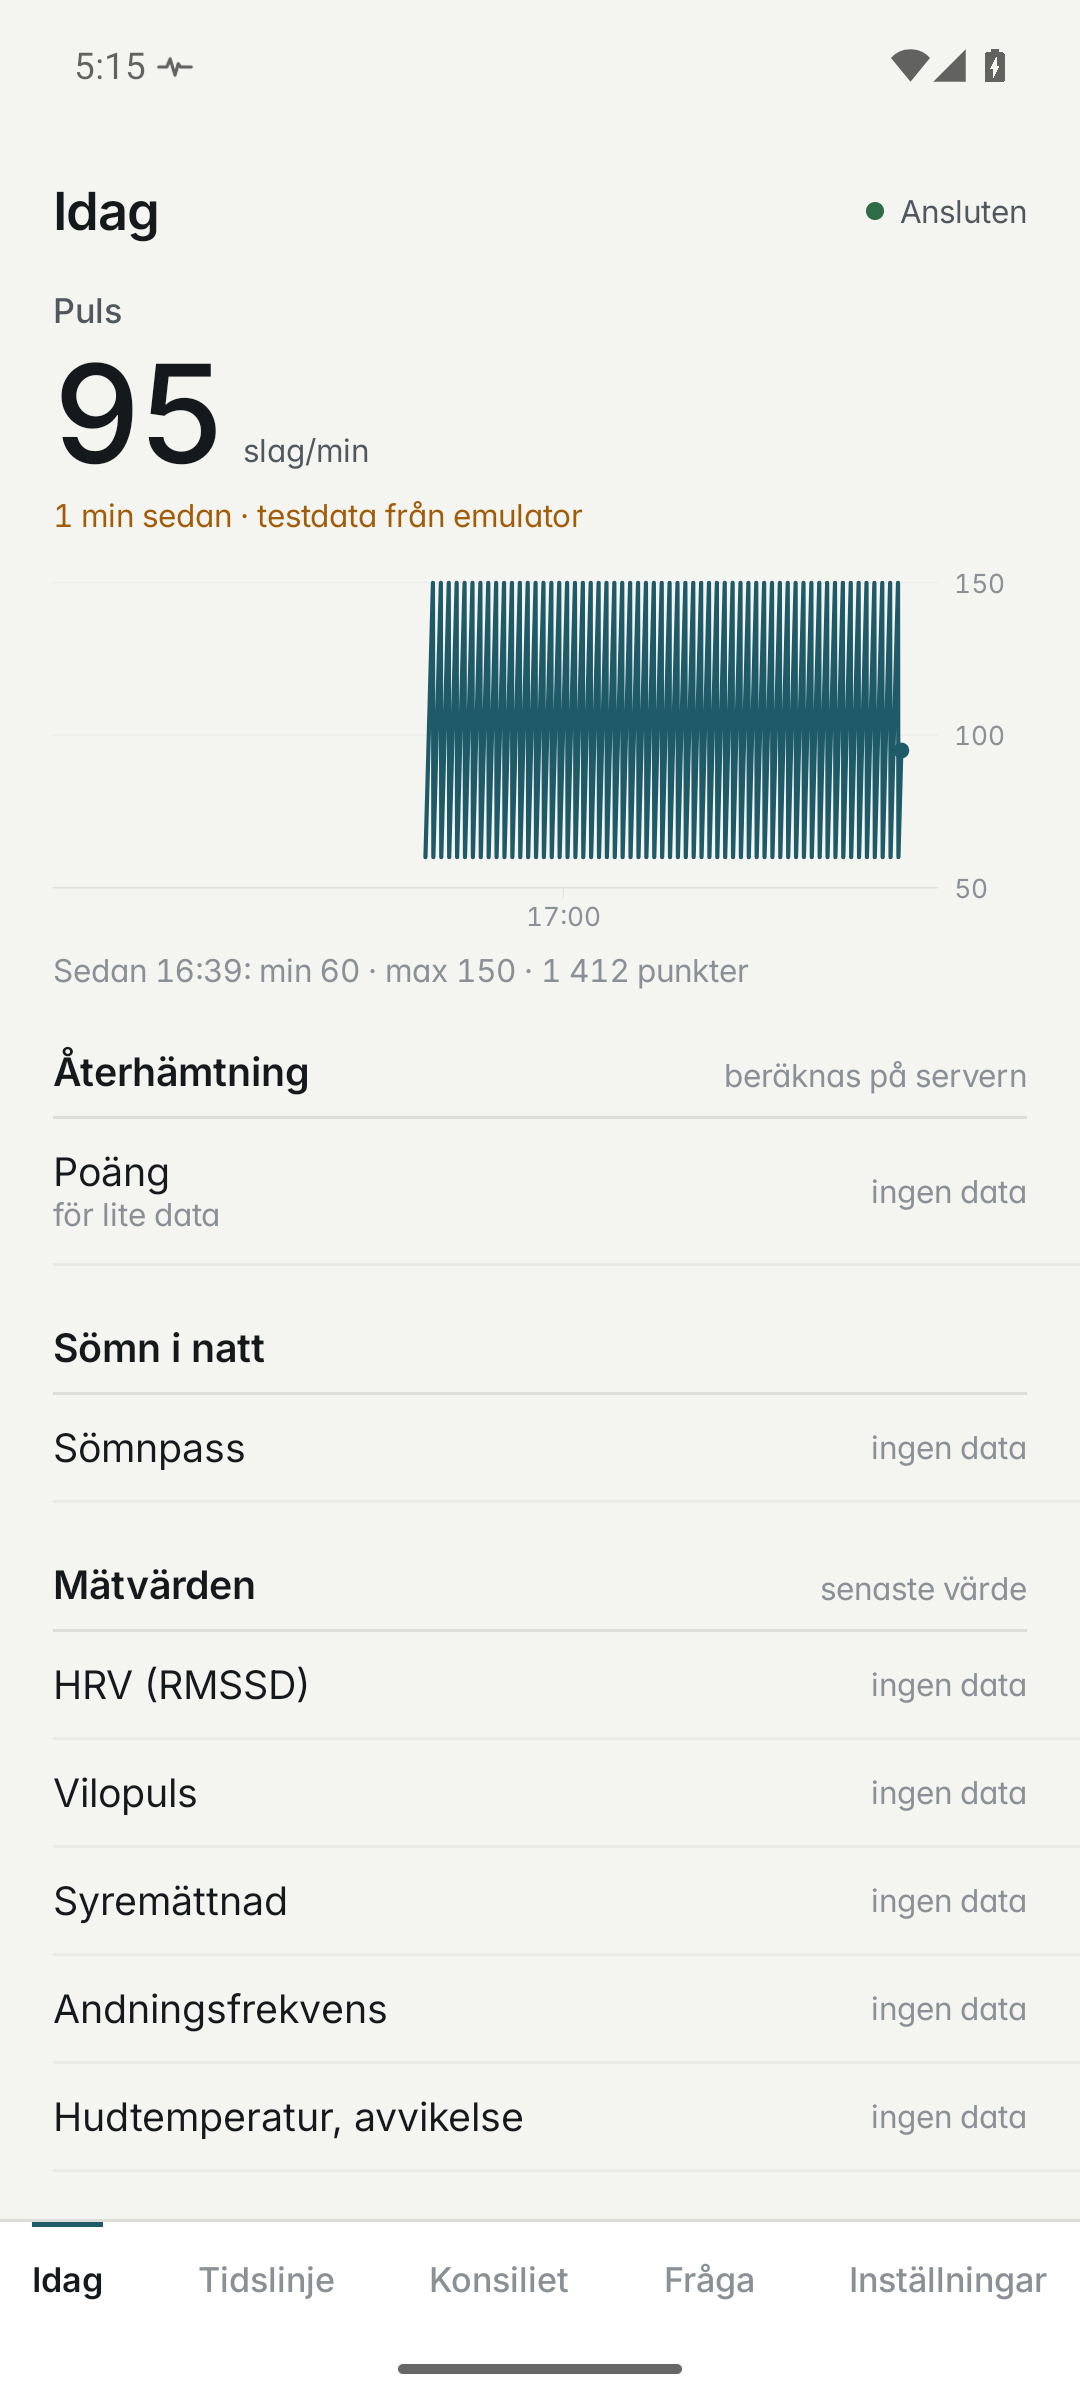 5:15
Idag
Ansluten
Puls
95 slag/min
1 min sedan · testdata från emulator
150
100
50
17:00
Sedan 16:39: min 60 · max 150 · 1 412 punkter
Återhämtning
beräknas på servern
Poäng
för lite data
ingen data
Sömn i natt
Sömnpass
ingen data
Mätvärden
senaste värde
HRV (RMSSD)
ingen data
Vilopuls
ingen data
Syremättnad
ingen data
Andningsfrekvens
ingen data
Hudtemperatur, avvikelse
ingen data
Idag
Tidslinje
Konsiliet
Fråga
Inställningar